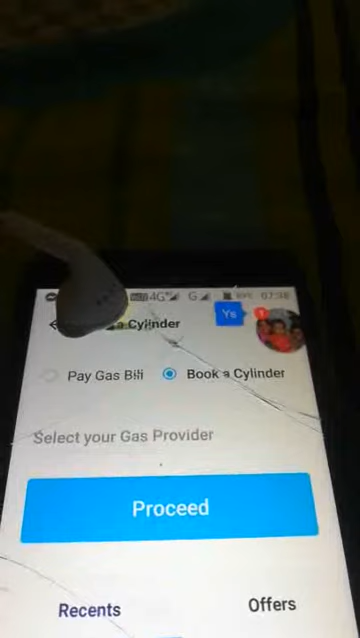 4G G 07:38
a Cylinder
Ys
Pay Gas Bill
Book a Cylinder
Select your Gas Provider
Proceed
Recents
Offers